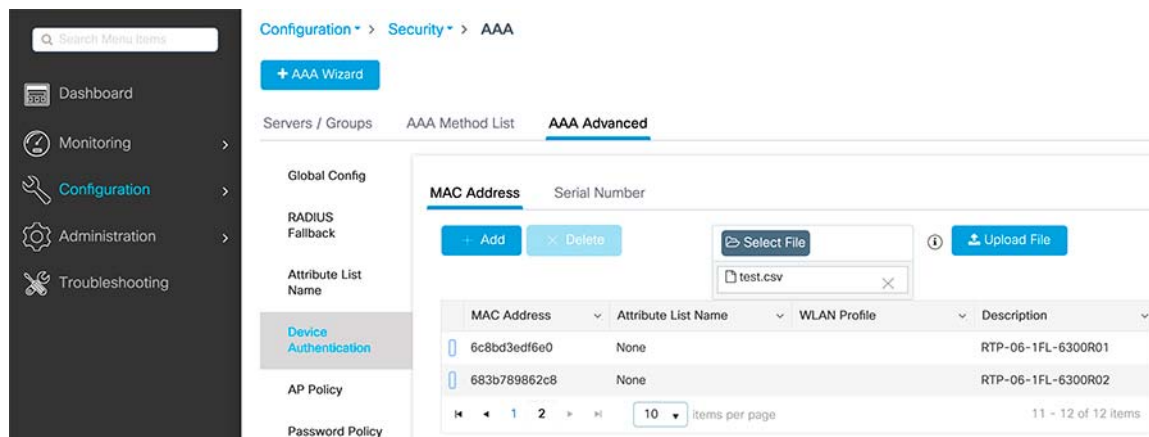 Search Menu Items
Dashboard
Monitoring
Configuration
Administration
Troubleshooting
Configuration > Security > AAA
+ AAA Wizard
Servers / Groups AAA Method List AAA Advanced
Global Config
RADIUS
Fallback
Attribute List
Name
Device
Authentication
AP Policy
Password Policy
MAC Address Serial Number
+ Add × Delete Select File Upload File
test.csv
MAC Address Attribute List Name WLAN Profile Description
6c8bd3edf6e0 None RTP-06-1FL-6300R01
683b789862c8 None RTP-06-1FL-6300R02
1 2 10 items per page 11 - 12 of 12 items